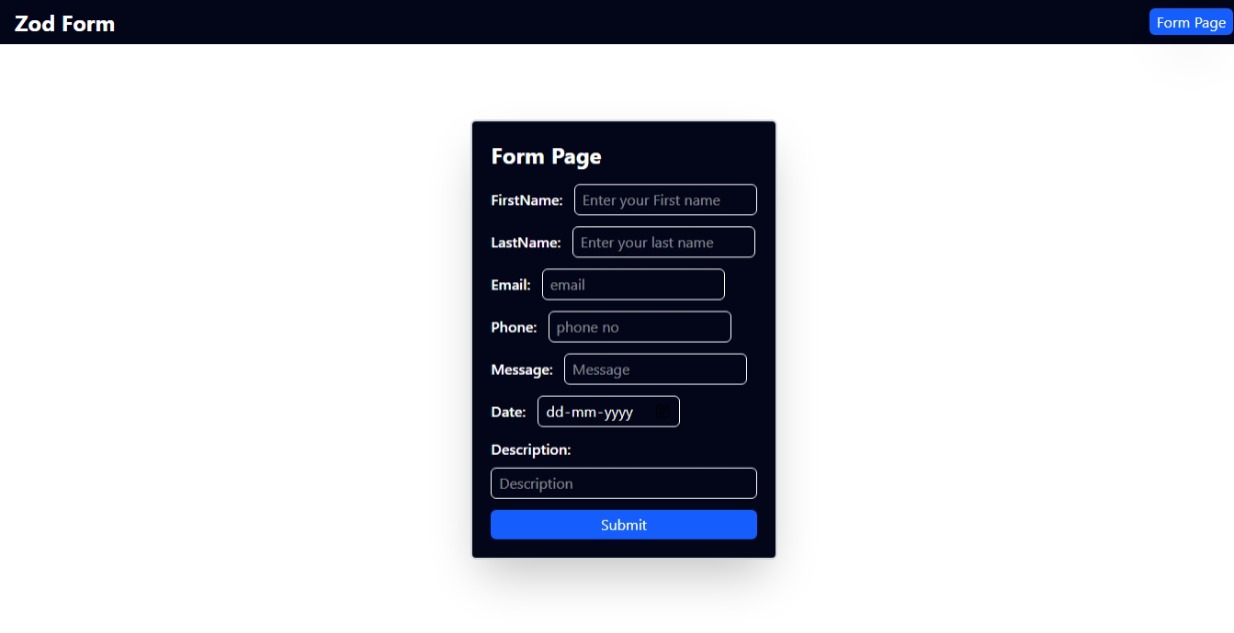 Zod Form
Form Page
Form Page
FirstName: Enter your First name
LastName: Enter your last name
Email: email
Phone: phone no
Message: Message
Date: dd-mm-yyyy
Description:
Description
Submit